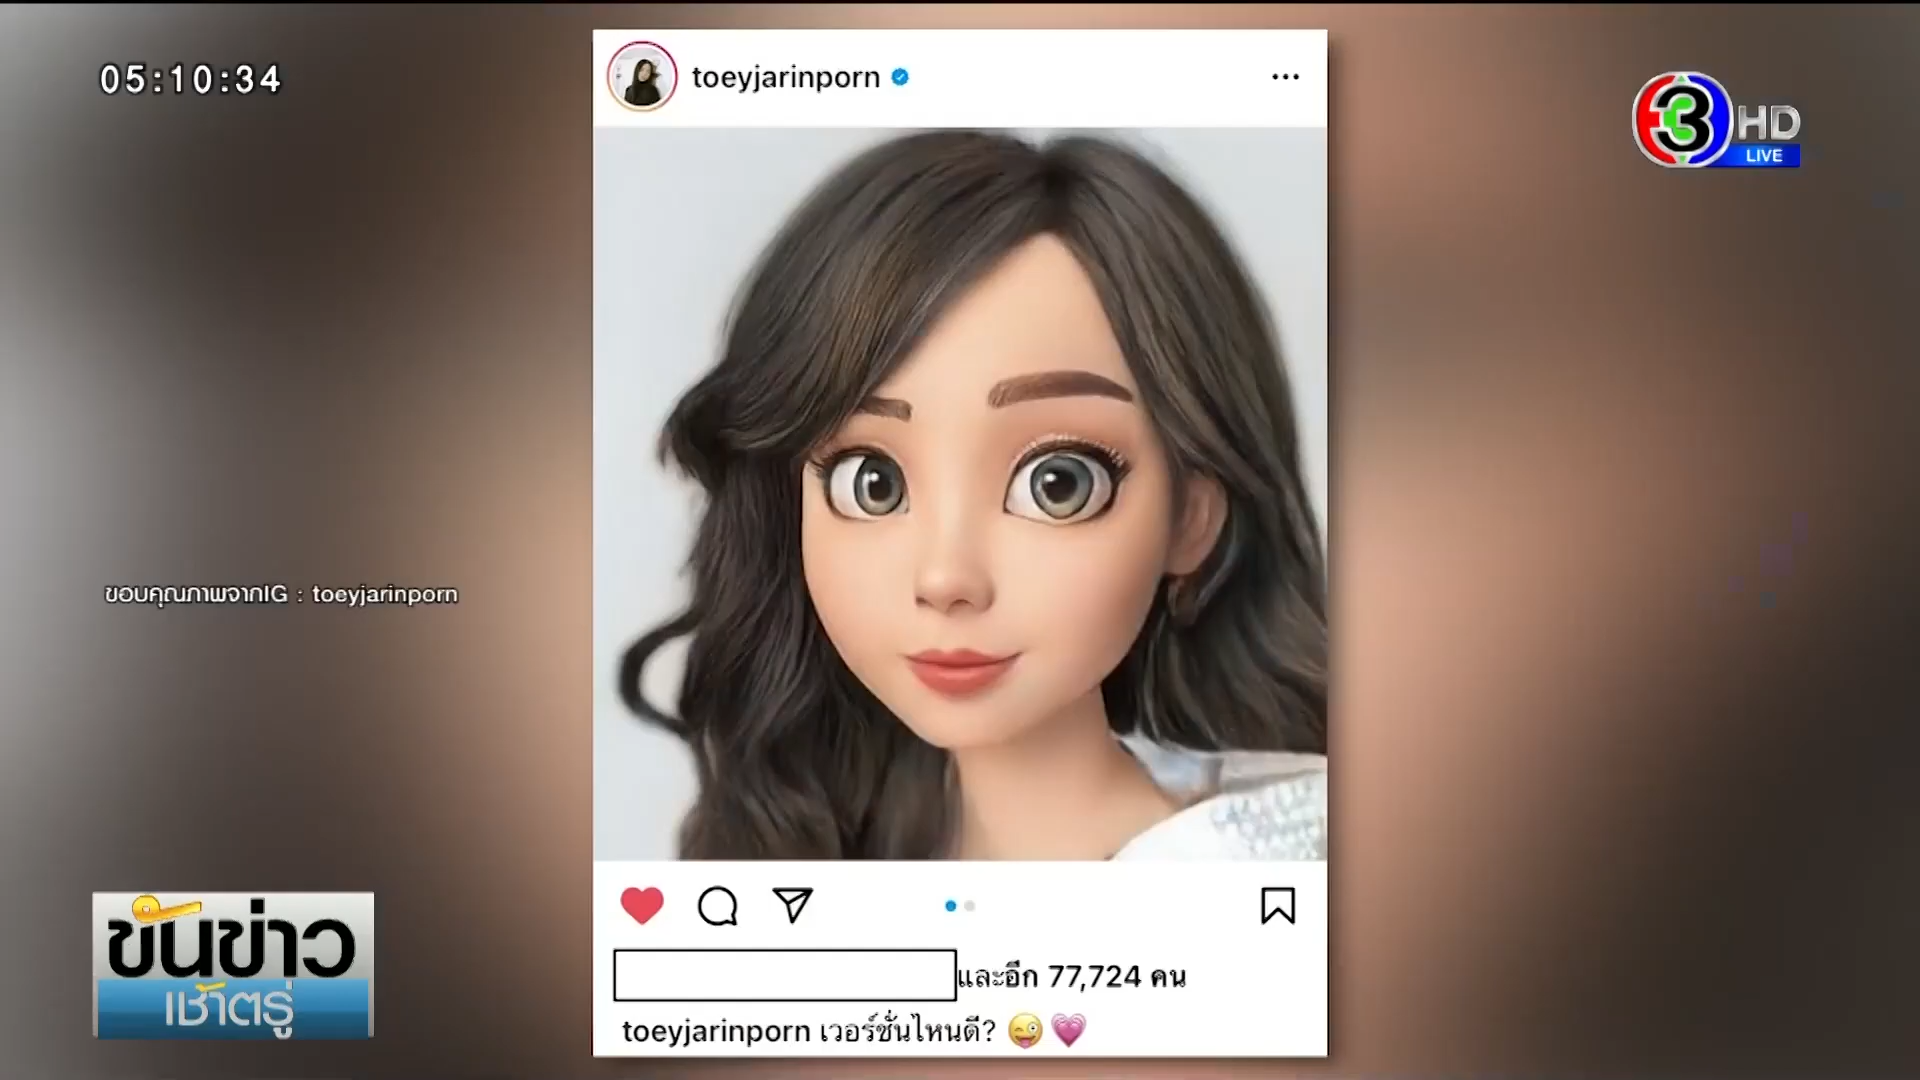 05:10:34
toeyjarinporn
3 HD
LIVE
ขอบคุณภาพจากIG : toeyjarinporn
และอีก 77,724 คน
toeyjarinporn เวอร์ชั่นไหนดี? 😜 💗
ขันข่าว
เช้าตรู่